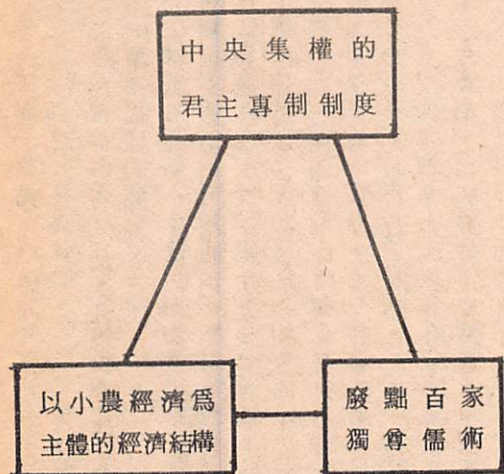 中央集權的
君主專制制度
以小農經濟爲
主體的經濟結構
廢黜百家
獨尊儒術